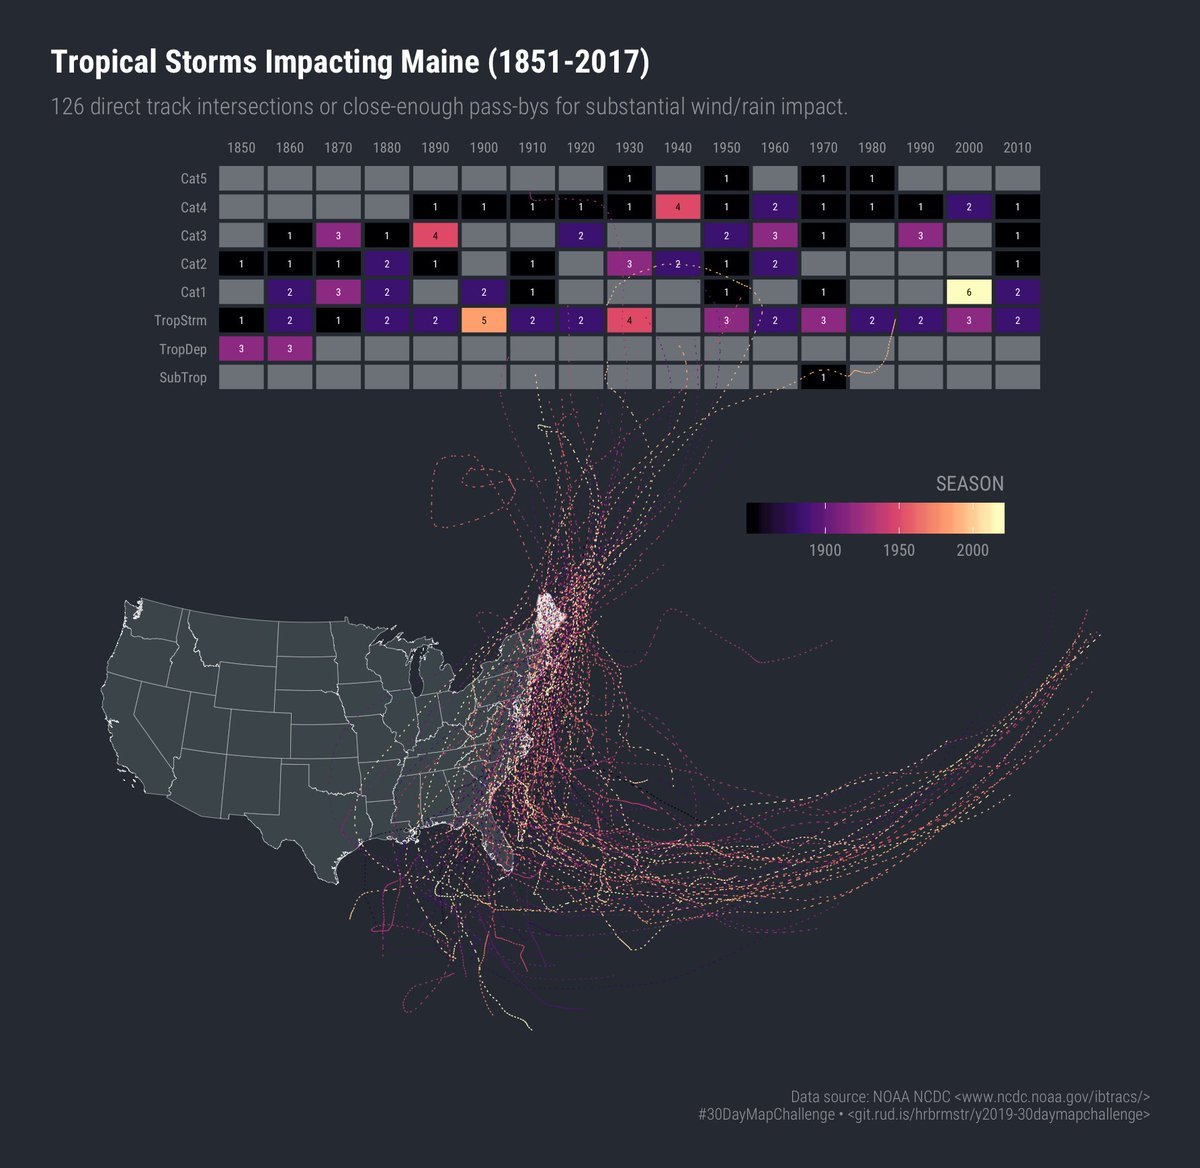 Tropical Storms Impacting Maine (1851-2017)
126 direct track intersections or close-enough pass-bys for substantial wind/rain impact.
1850 1860 1870 1880 1890 1900 1910 1920 1930 1940 1950 1960 1970 1980 1990 2000 2010
Cat5 1 1 1 1
Cat4 1 1 1 1 1 4 1 2 1 1 1 2 1
Cat3 1 3 1 4 2 2 3 1 3 1
Cat2 1 1 1 2 1 1 3 2 1 2 1
Cat1 2 3 2 2 1 1 1 6 2
TropStrm 1 2 1 2 2 5 2 2 4 3 2 3 2 2 3 2
TropDep 3 3
SubTrop 1
SEASON
1900 1950 2000
Data source: NOAA NCDC <www.ncdc.noaa.gov/ibtracs/>
#30DayMapChallenge • <git.rud.is/hrbrmstr/y2019-30daymapchallenge>